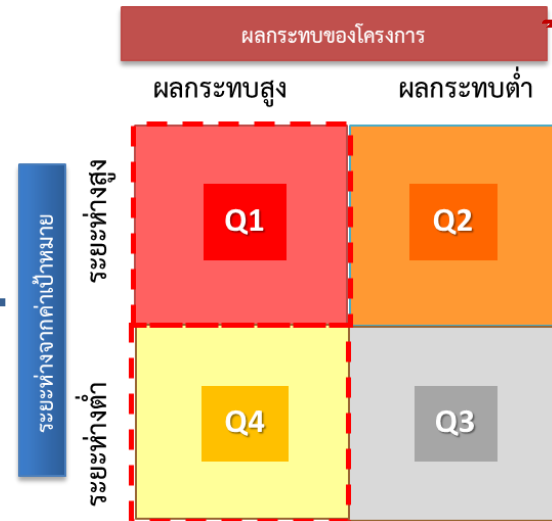 ผลกระทบของโครงการ
ผลกระทบสูง ผลกระทบต่ำ
ระยะห่างจากค่าเป้าหมาย
ระยะห่างสูง
Q1 Q2
ระยะห่างต่ำ
Q4 Q3